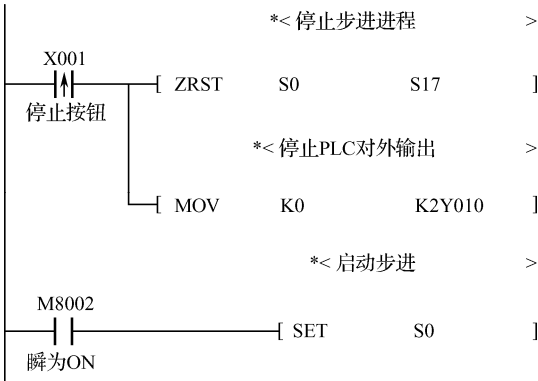 *< 停止步进进程 >
X001
[ ZRST S0 S17 ]
停止按钮
*< 停止PLC对外输出 >
[ MOV K0 K2Y010 ]
*< 启动步进 >
M8002
[ SET S0 ]
瞬为ON